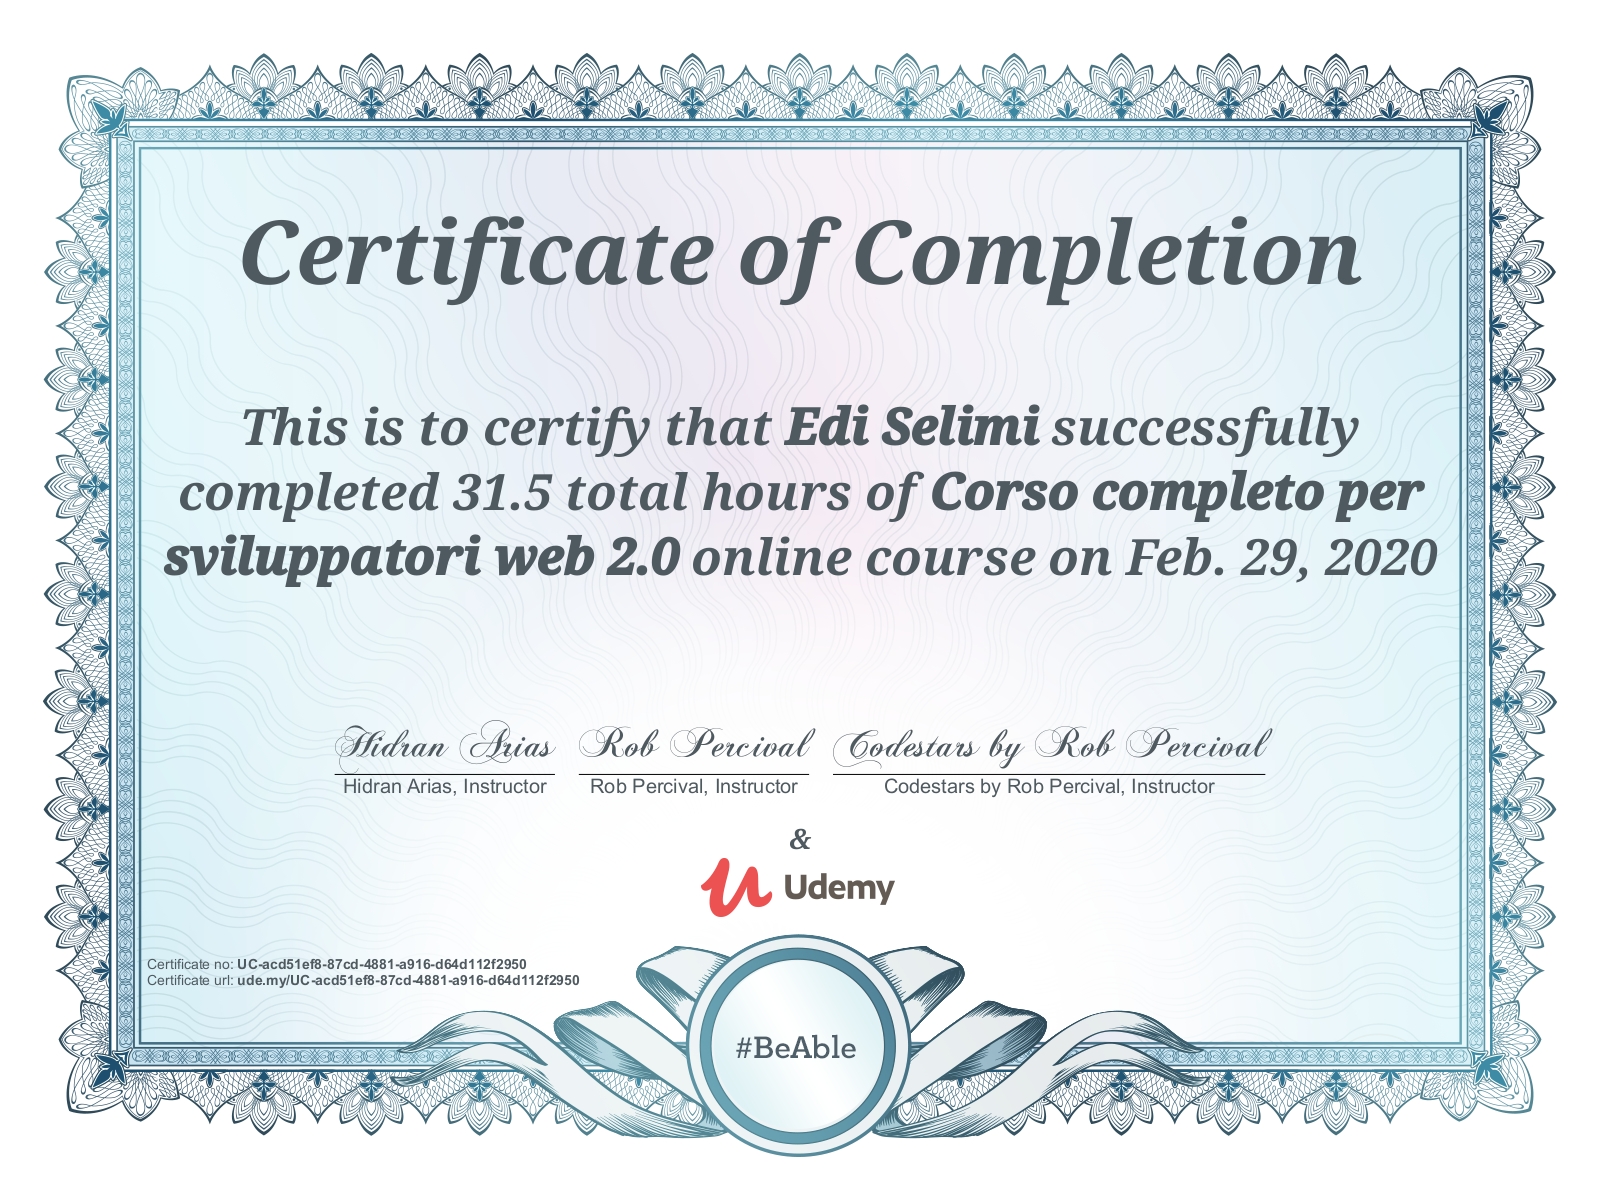 Certificate of Completion
This is to certify that Edi Selimi successfully
completed 31.5 total hours of Corso completo per
sviluppatori web 2.0 online course on Feb. 29, 2020
Hidran Arias Rob Percival Codestars by Rob Percival
Hidran Arias, Instructor Rob Percival, Instructor Codestars by Rob Percival, Instructor
&
Udemy
Certificate no: UC-acd51ef8-87cd-4881-a916-d64d112f2950
Certificate url: ude.my/UC-acd51ef8-87cd-4881-a916-d64d112f2950
#BeAble